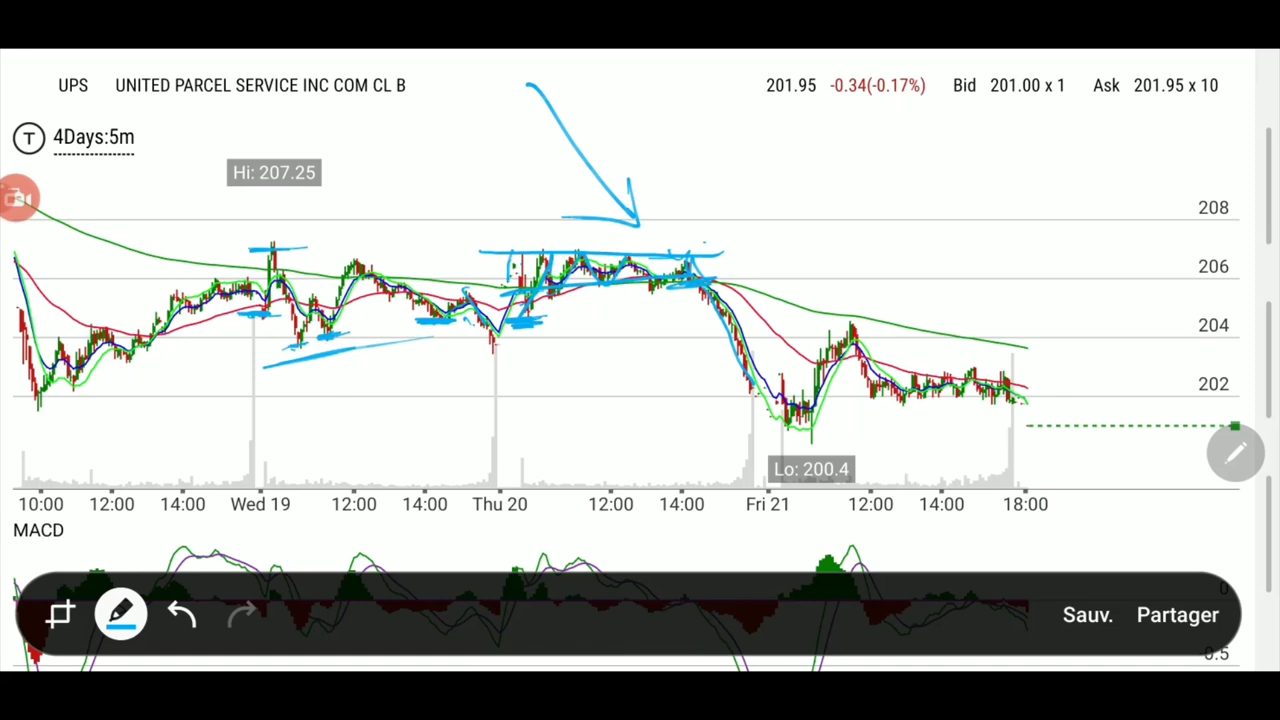 UPS UNITED PARCEL SERVICE INC COM CL B 201.95 -0.34(-0.17%) Bid 201.00 x 1 Ask 201.95 x 10
T 4Days:5m
Hi: 207.25
208
206
204
202
Lo: 200.4
10:00 12:00 14:00 Wed 19 12:00 14:00 Thu 20 12:00 14:00 Fri 21 12:00 14:00 18:00
MACD
0
Sauv. Partager
0.5